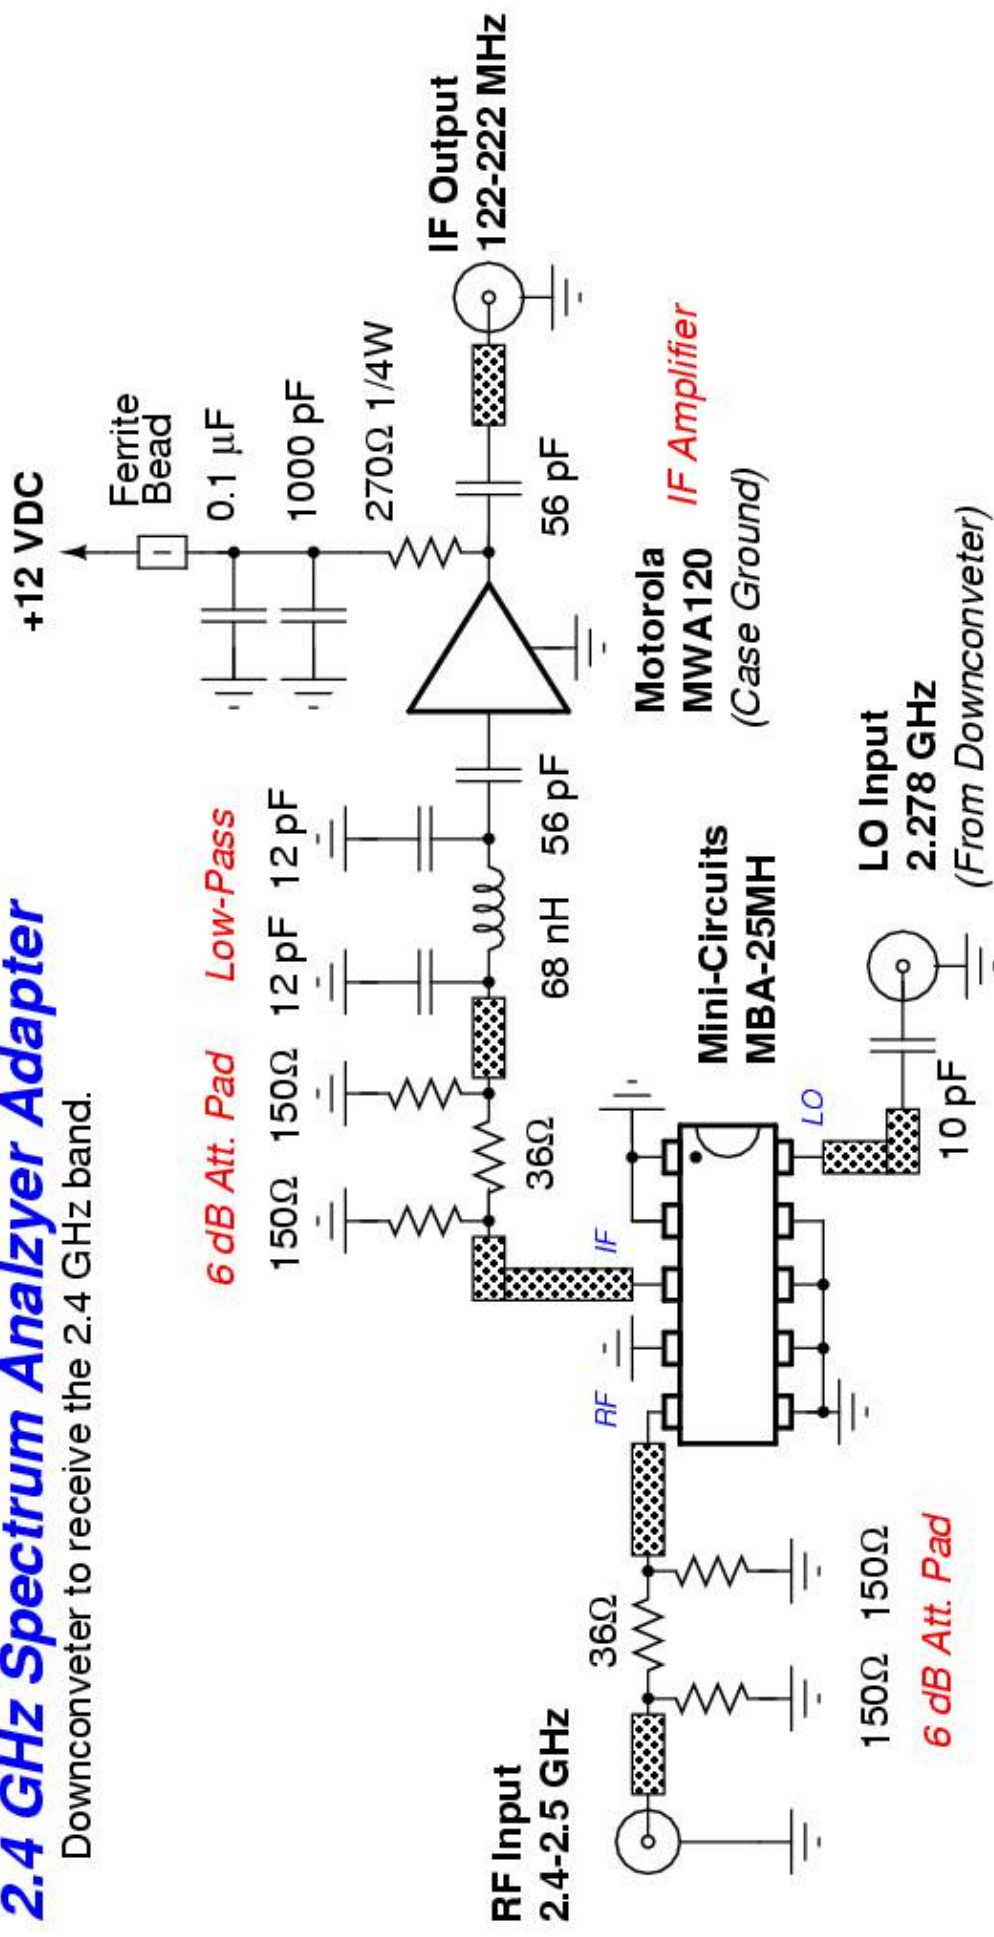 2.4 GHz Spectrum Analzyer Adapter
Downconveter to receive the 2.4 GHz band.
+12 VDC
Ferrite
Bead
0.1 µF
1000 pF
270Ω 1/4W
6 dB Att. Pad
Low-Pass
150Ω
150Ω
12 pF
12 pF
36Ω
68 nH
56 pF
56 pF
IF Output
122-222 MHz
Motorola
MWA120
(Case Ground)
IF Amplifier
RF Input
2.4-2.5 GHz
36Ω
RF
IF
LO
Mini-Circuits
MBA-25MH
150Ω
150Ω
6 dB Att. Pad
10 pF
LO Input
2.278 GHz
(From Downconveter)